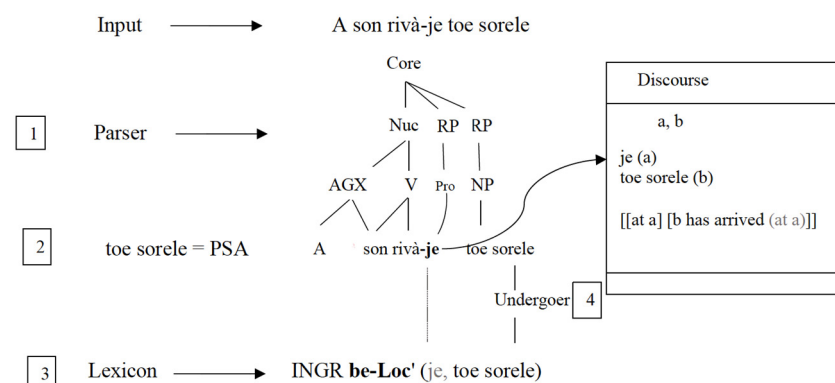 Input A son rivà-je toe sorele
Core
Discourse
a, b
1 Parser Nuc RP RP
je (a)
toe sorele (b)
AGX V Pro NP
[[at a] [b has arrived (at a)]]
2 toe sorele = PSA A son rivà-je toe sorele
Undergoer 4
3 Lexicon INGR be-Loc' (je, toe sorele)